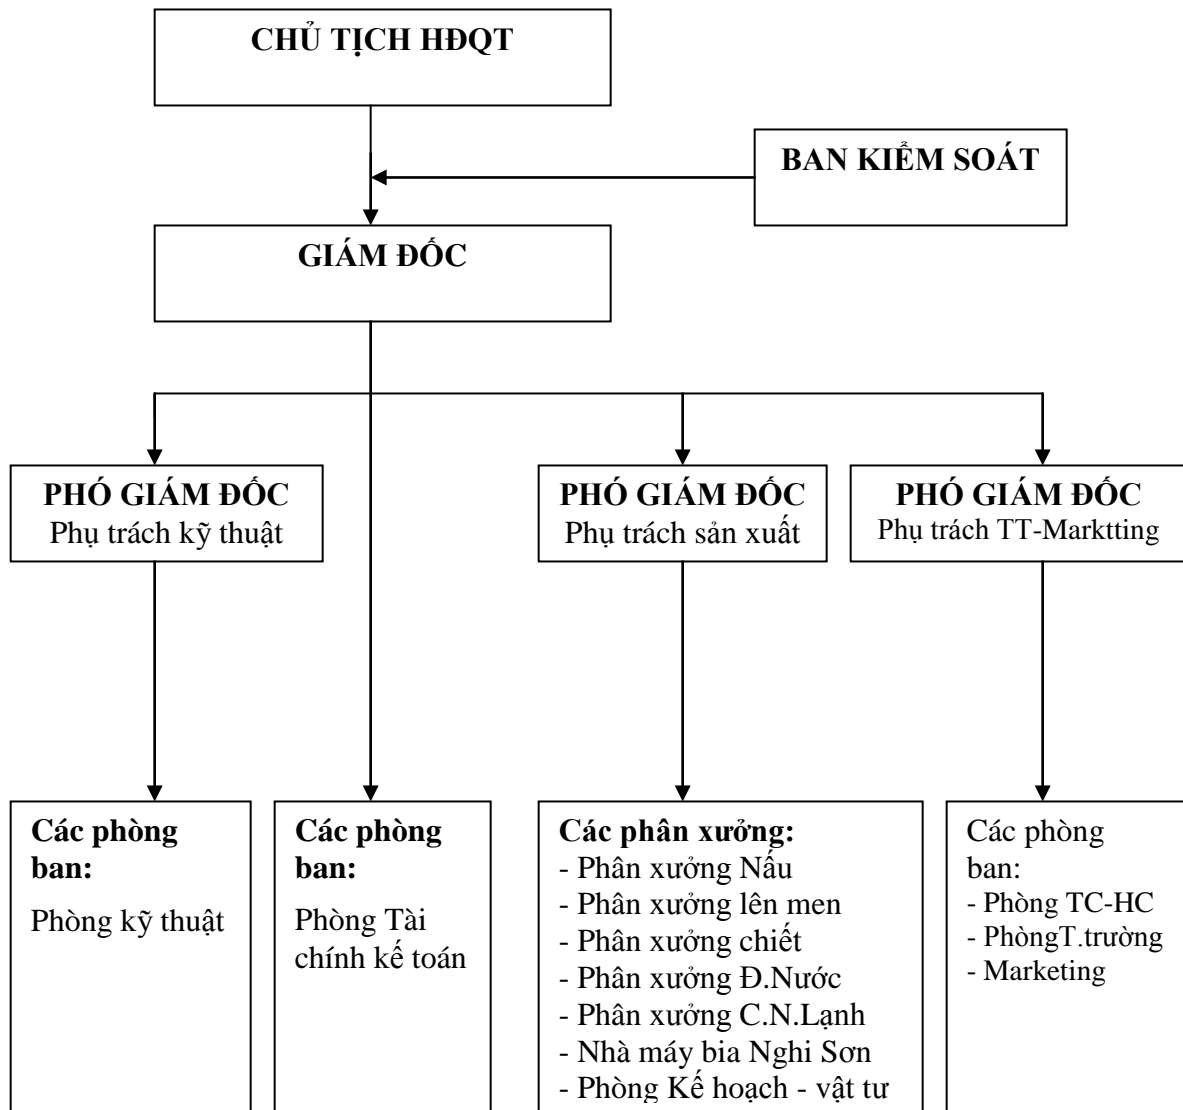 CHỦ TỊCH HĐQT
BAN KIỂM SOÁT
GIÁM ĐỐC
PHÓ GIÁM ĐỐC
Phụ trách kỹ thuật
PHÓ GIÁM ĐỐC
Phụ trách sản xuất
PHÓ GIÁM ĐỐC
Phụ trách TT-Marktting
Các phòng
ban:
Phòng kỹ thuật
Các phòng
ban:
Phòng Tài
chính kế toán
Các phân xưởng:
- Phân xưởng Nấu
- Phân xưởng lên men
- Phân xưởng chiết
- Phân xưởng Đ.Nước
- Phân xưởng C.N.Lạnh
- Nhà máy bia Nghi Sơn
- Phòng Kế hoạch - vật tư
Các phòng
ban:
- Phòng TC-HC
- PhòngT.trường
- Marketing